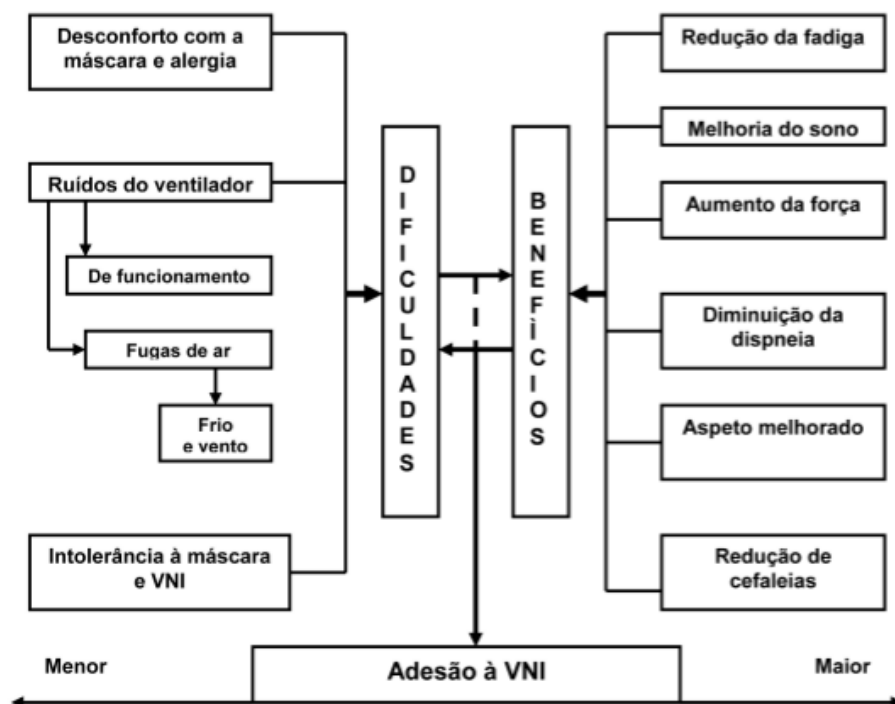 Desconforto com a
máscara e alergia
Ruídos do ventilador
De funcionamento
Fugas de ar
Frio
e vento
Intolerância à máscara
e VNI
DIFICULDADES
BENEFÌCIOS
Redução da fadiga
Melhoria do sono
Aumento da força
Diminuição da
dispneia
Aspeto melhorado
Redução de
cefaleias
Menor
Adesão à VNI
Maior